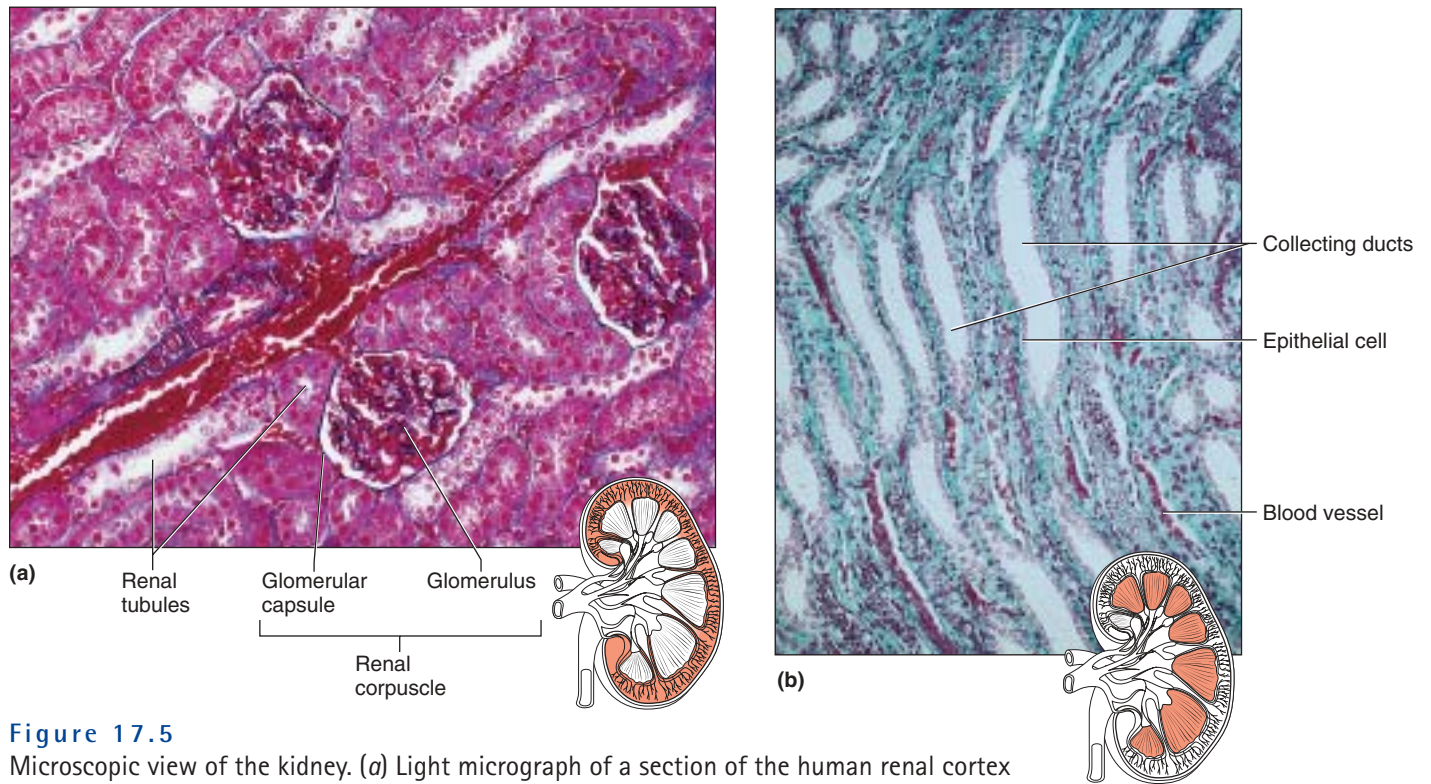 Collecting ducts
Epithelial cell
Blood vessel
(a)
Renal
tubules
Glomerular
capsule
Glomerulus
Renal
corpuscle
(b)
Figure 17.5
Microscopic view of the kidney. (a) Light micrograph of a section of the human renal cortex